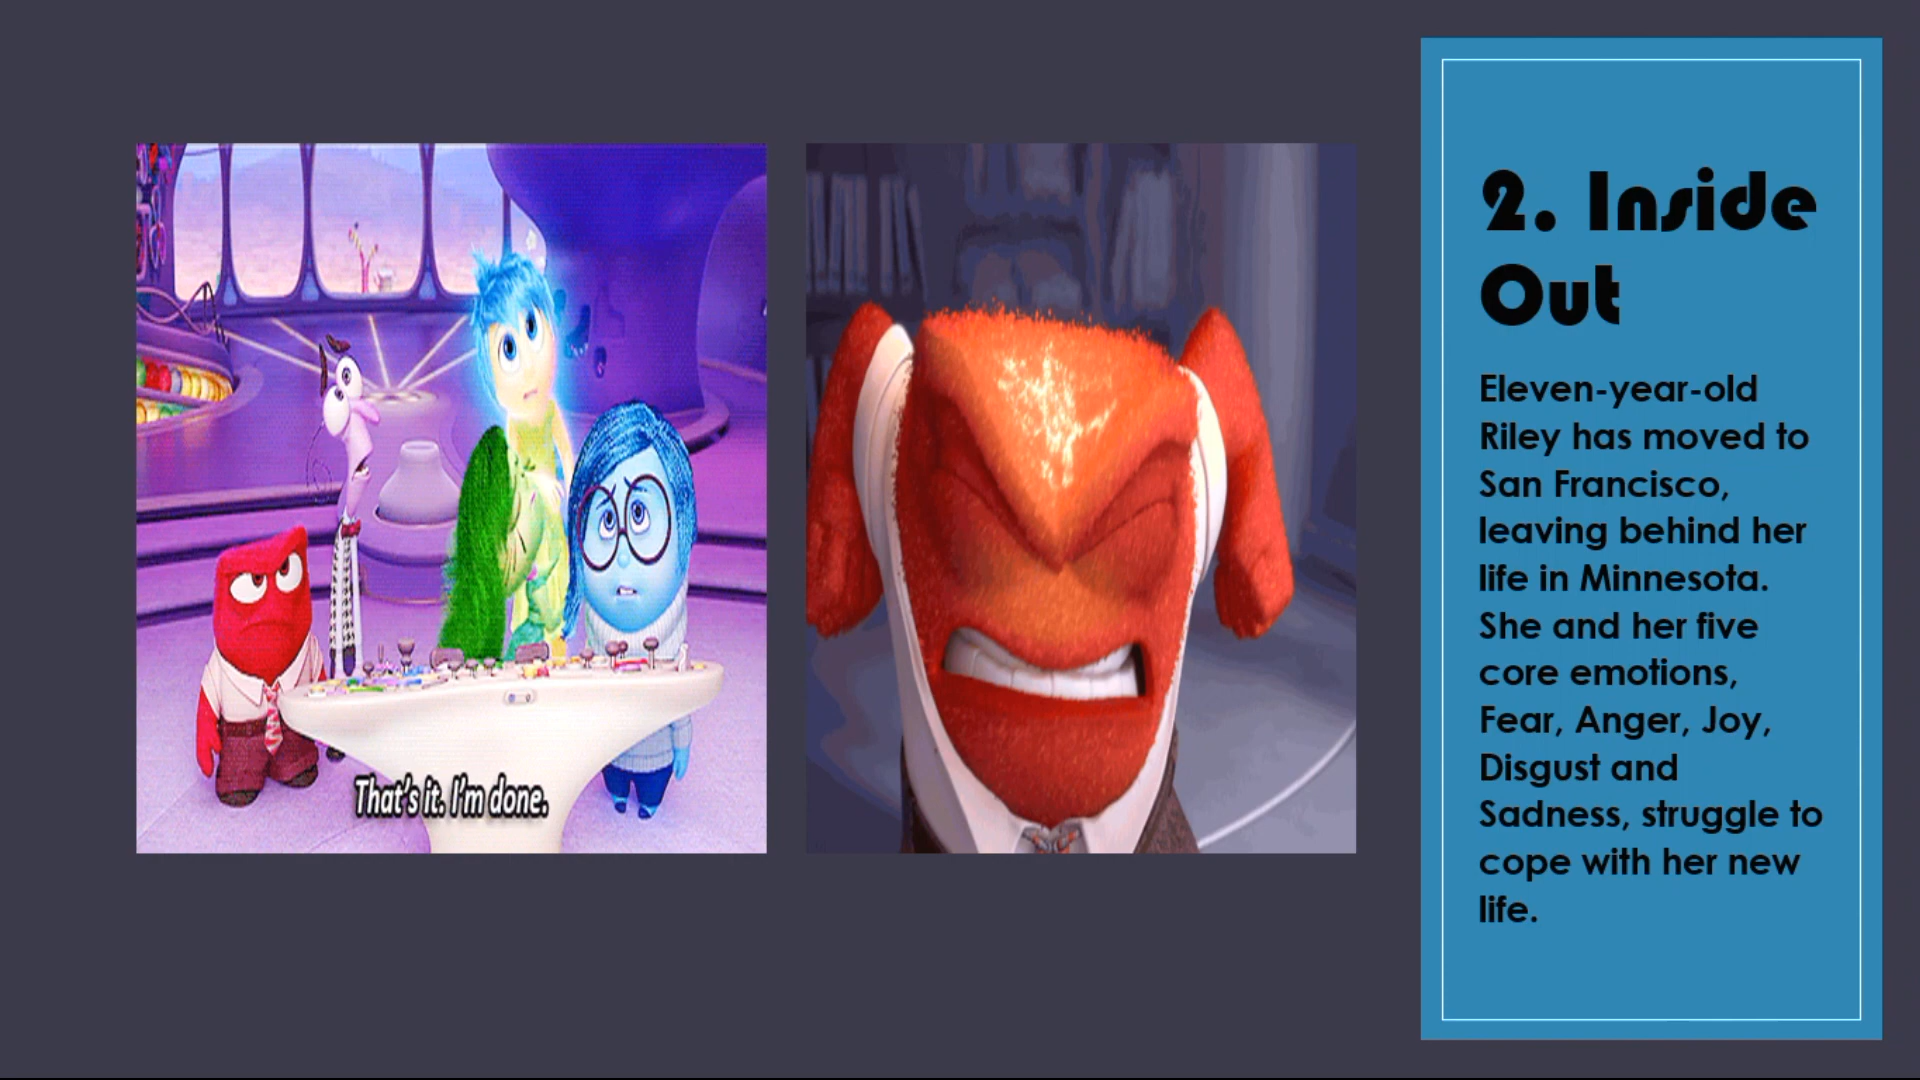 That's it. I'm done.
2. Inside
Out
Eleven-year-old
Riley has moved to
San Francisco,
leaving behind her
life in Minnesota.
She and her five
core emotions,
Fear, Anger, Joy,
Disgust and
Sadness, struggle to
cope with her new
life.